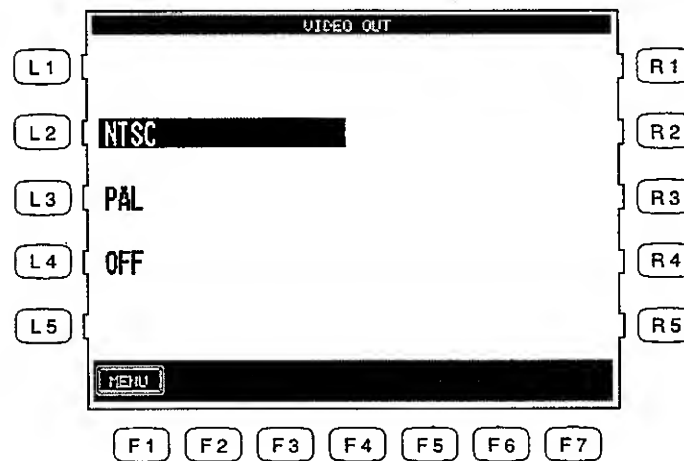 VIDEO OUT
L1 R1
L2 NTSC R2
L3 PAL R3
L4 OFF R4
L5 R5
MENU
F1 F2 F3 F4 F5 F6 F7